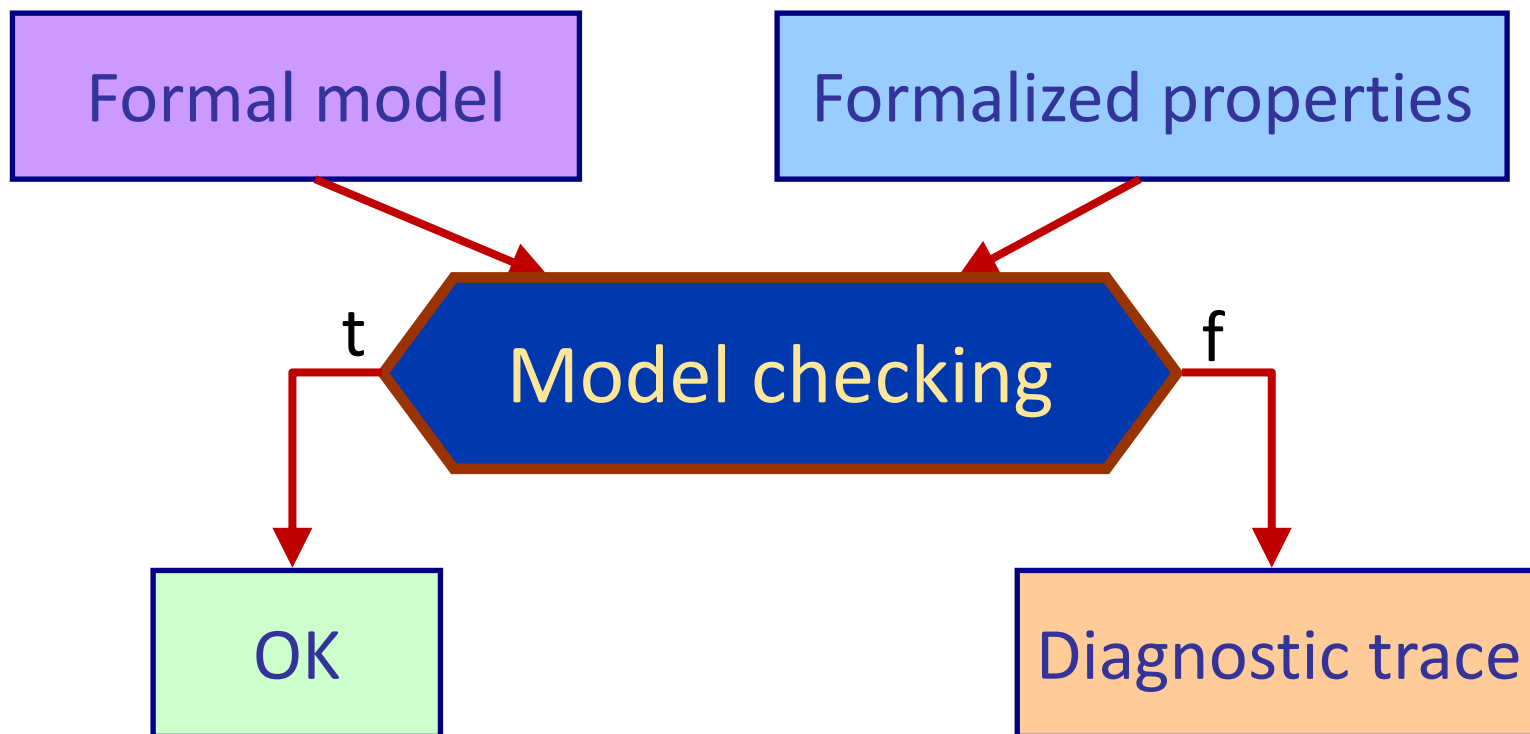 Formal model
Formalized properties
t
f
Model checking
OK
Diagnostic trace